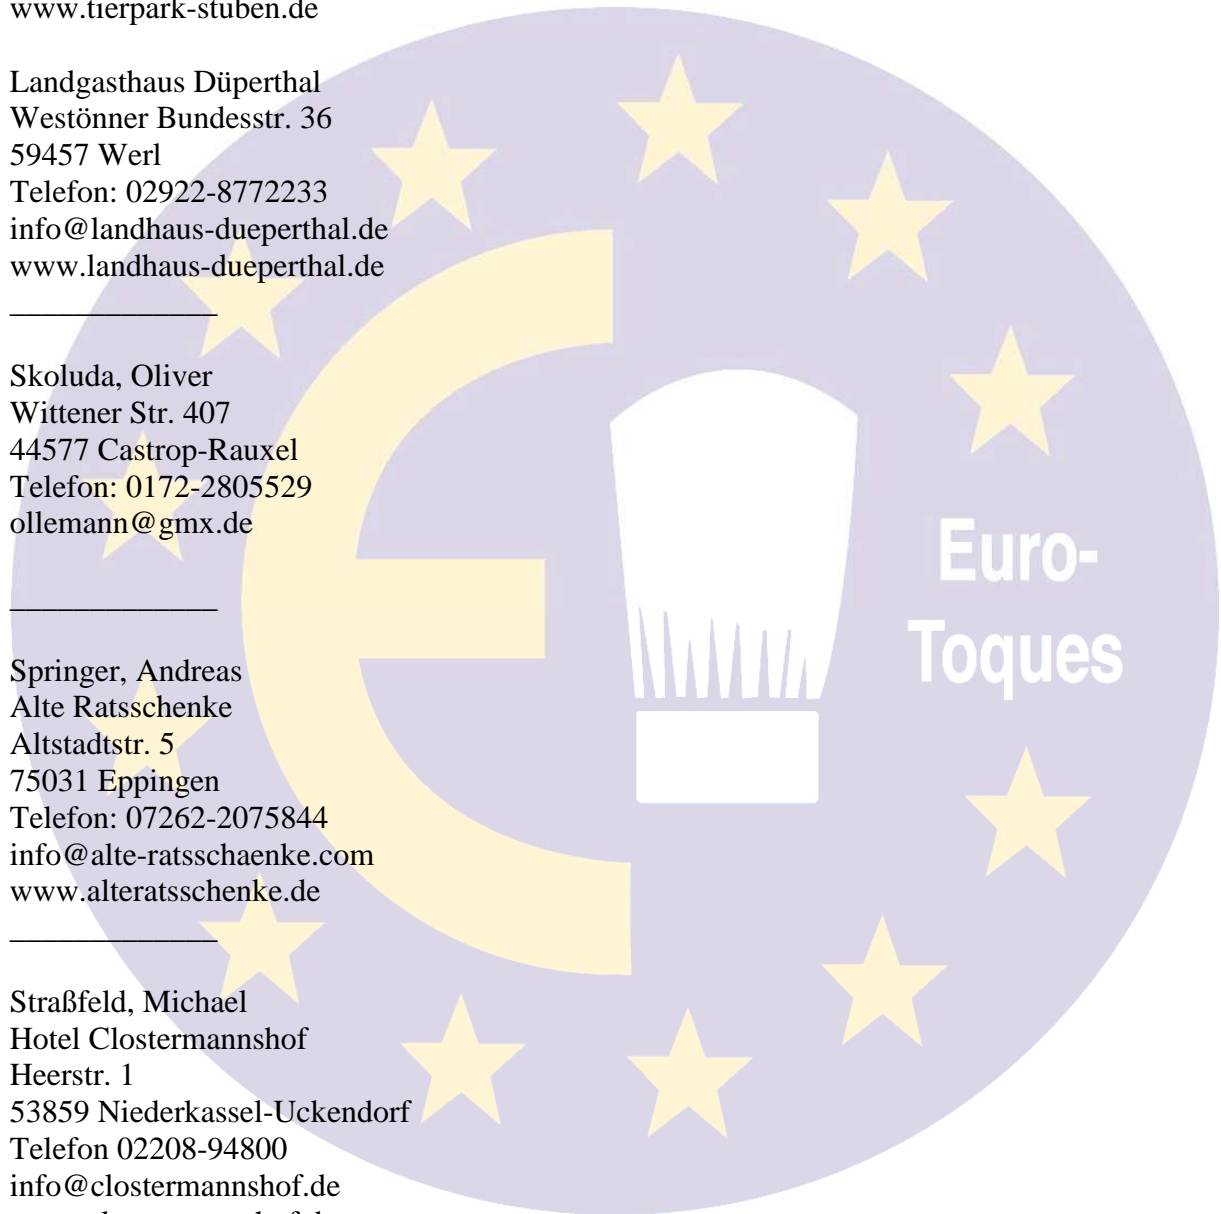 www.tierpark-stuben.de
Landgasthaus Düperthal
Westönner Bundesstr. 36
59457 Werl
Telefon: 02922-8772233
info@landhaus-dueperthal.de
www.landhaus-dueperthal.de
_____________
Skoluda, Oliver
Wittener Str. 407
44577 Castrop-Rauxel
Telefon: 0172-2805529
ollemann@gmx.de
_____________
Springer, Andreas
Alte Ratsschenke
Altstadtstr. 5
75031 Eppingen
Telefon: 07262-2075844
info@alte-ratsschaenke.com
www.alteratsschenke.de
_____________
Straßfeld, Michael
Hotel Clostermannshof
Heerstr. 1
53859 Niederkassel-Uckendorf
Telefon 02208-94800
info@clostermannshof.de
Euro-
Toques